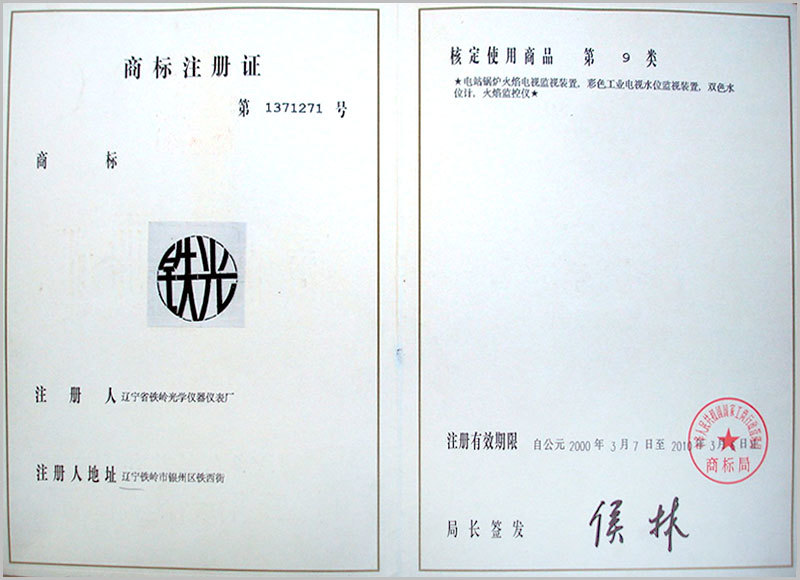 商标注册证
第 1371271 号
商 标
铁光
注 册 人 辽宁省铁岭光学仪器仪表厂
注册人地址 辽宁铁岭市银州区铁西街
核定使用商品 第 9 类
★电站锅炉火焰电视监视装置,彩色工业电视水位监视装置,双色水
位计,火焰监控仪★
注册有效期限 自公元 2000 年 3 月 7 日至 2010 年 3 月 日止
商标局
局 长 签 发 侯林